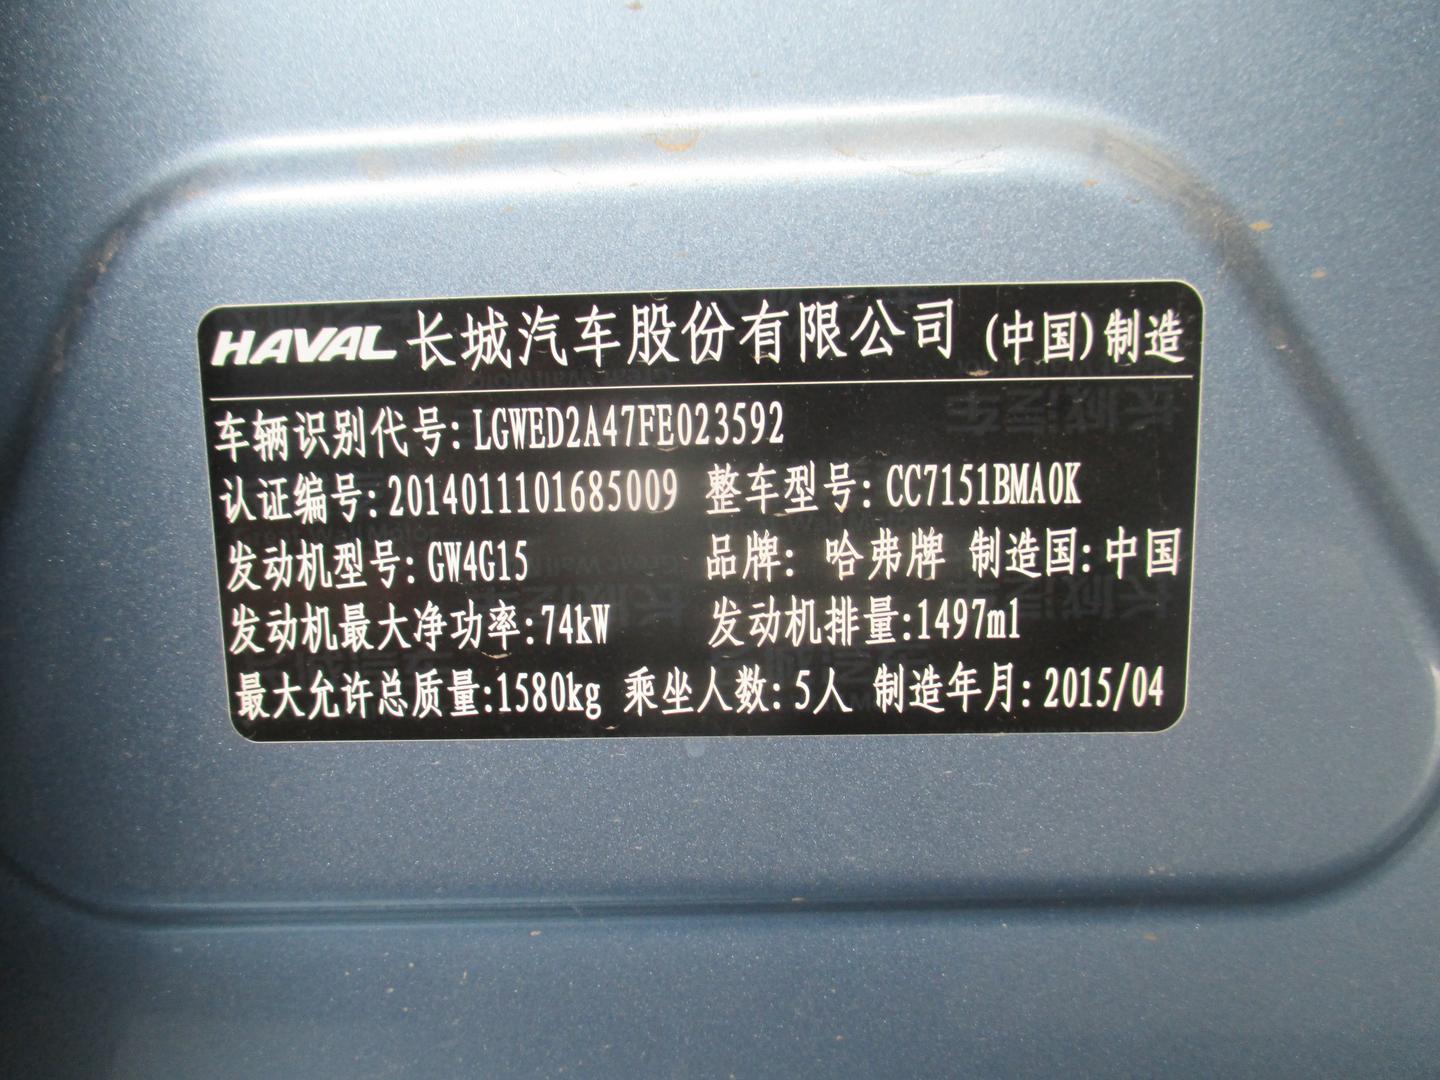 HAVAL 长城汽车股份有限公司 (中国)制造
车辆识别代号: LGWED2A47FE023592
认证编号: 2014011101685009 整车型号: CC7151BMA0K
发动机型号: GW4G15 品牌: 哈弗牌 制造国: 中国
发动机最大净功率: 74kW 发动机排量: 1497ml
最大允许总质量: 1580kg 乘坐人数: 5人 制造年月: 2015/04